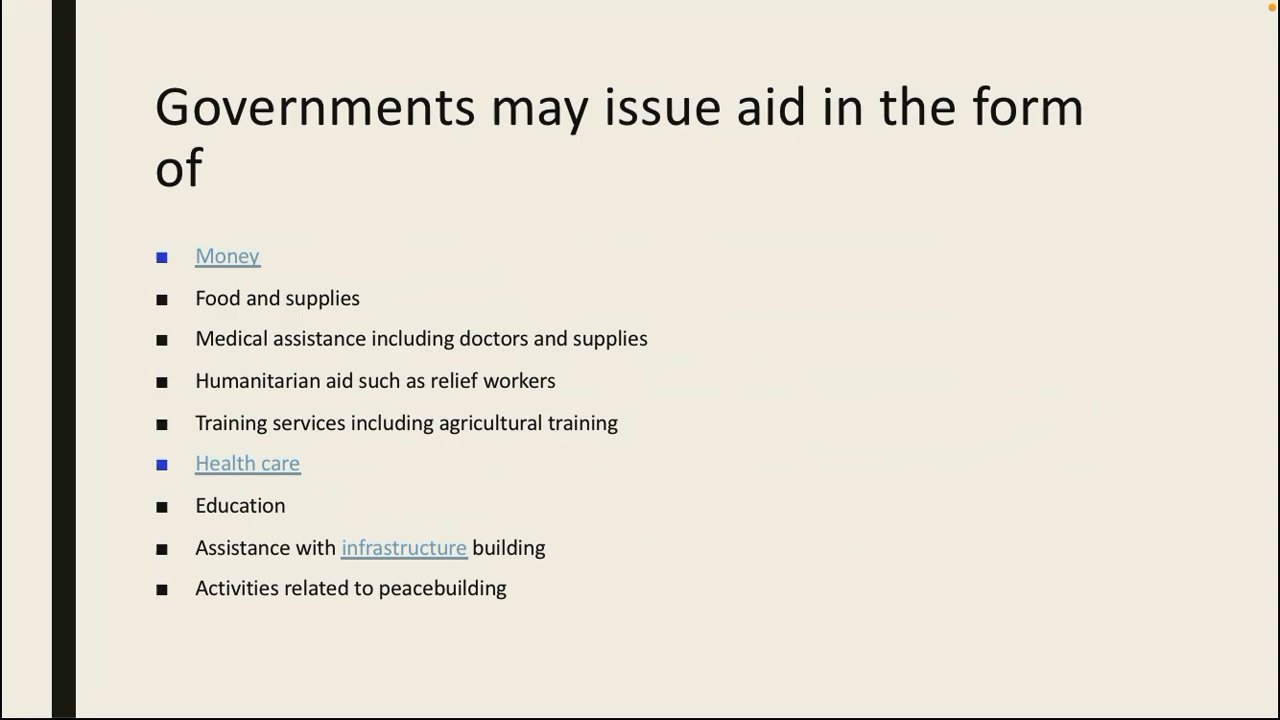 Governments may issue aid in the form
of
Money
Food and supplies
Medical assistance including doctors and supplies
Humanitarian aid such as relief workers
Training services including agricultural training
Health care
Education
Assistance with infrastructure building
Activities related to peacebuilding